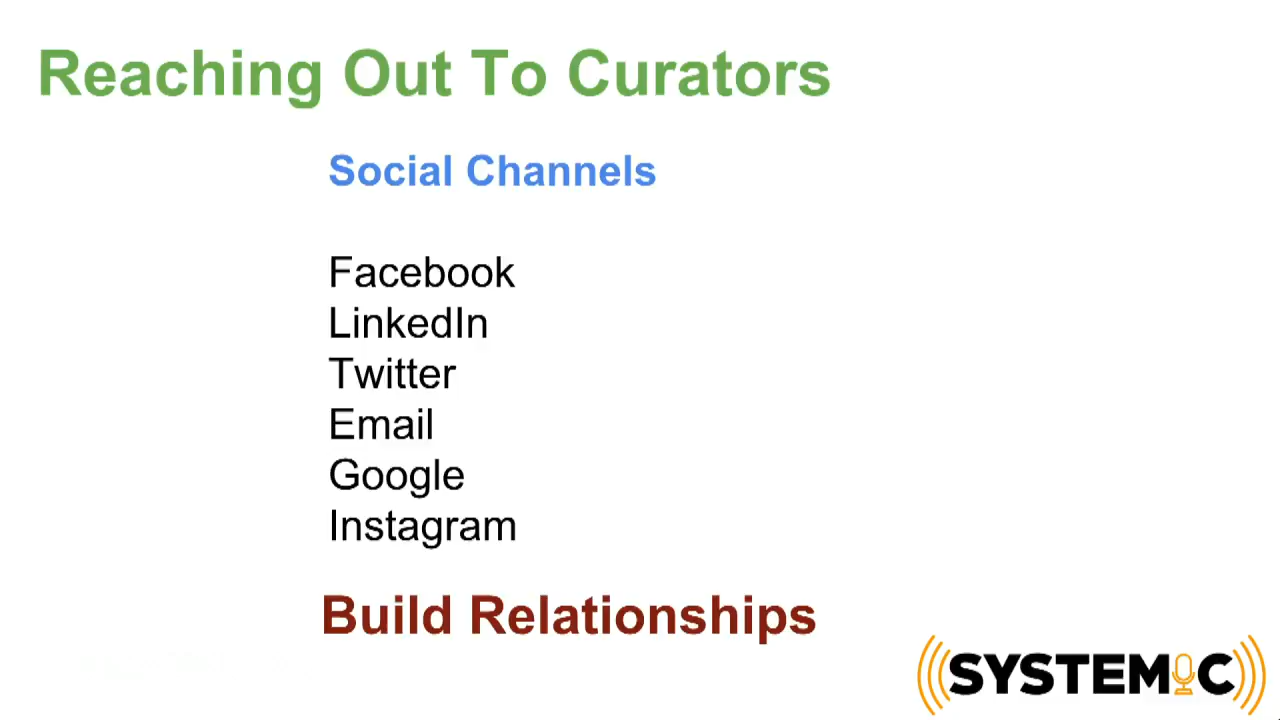 Reaching Out To Curators
Social Channels
Facebook
LinkedIn
Twitter
Email
Google
Instagram
Build Relationships
SYSTEMIC